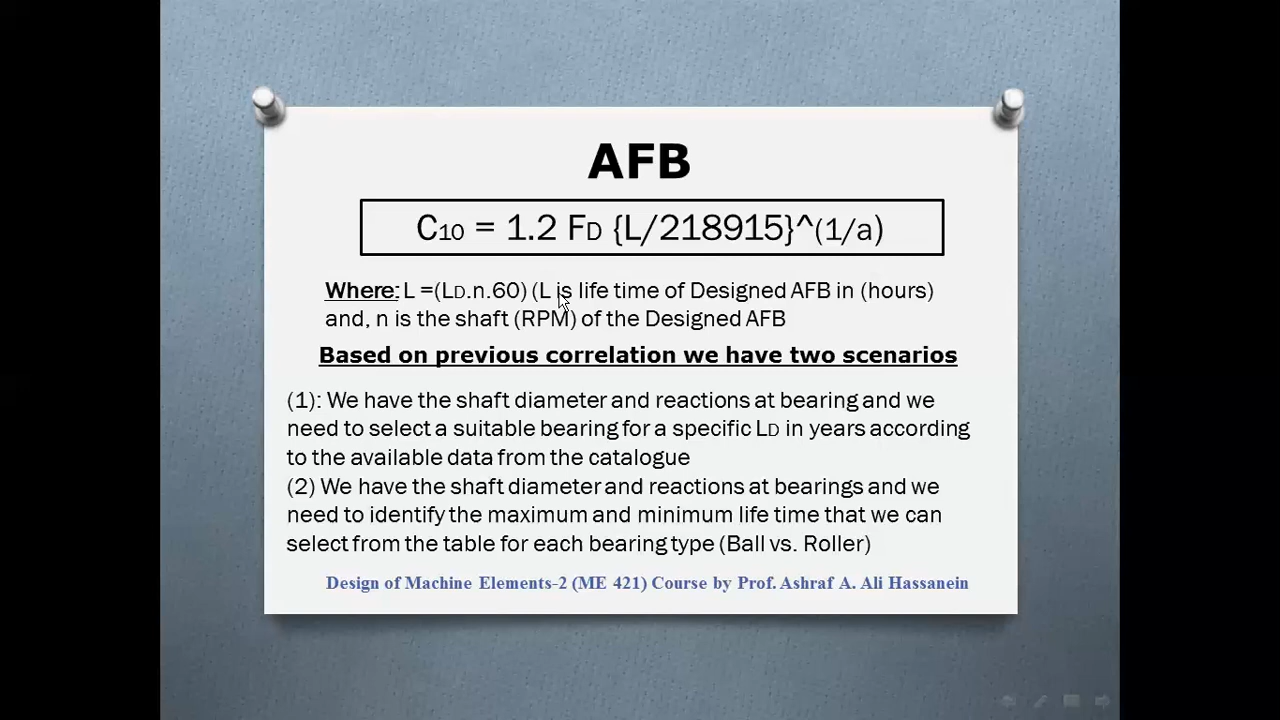 AFB
C10 = 1.2 FD {L/218915}^(1/a)
Where: L =(LD.n.60) (L is life time of Designed AFB in (hours)
and, n is the shaft (RPM) of the Designed AFB
Based on previous correlation we have two scenarios
(1): We have the shaft diameter and reactions at bearing and we
need to select a suitable bearing for a specific LD in years according
to the available data from the catalogue
(2) We have the shaft diameter and reactions at bearings and we
need to identify the maximum and minimum life time that we can
select from the table for each bearing type (Ball vs. Roller)
Design of Machine Elements-2 (ME 421) Course by Prof. Ashraf A. Ali Hassanein